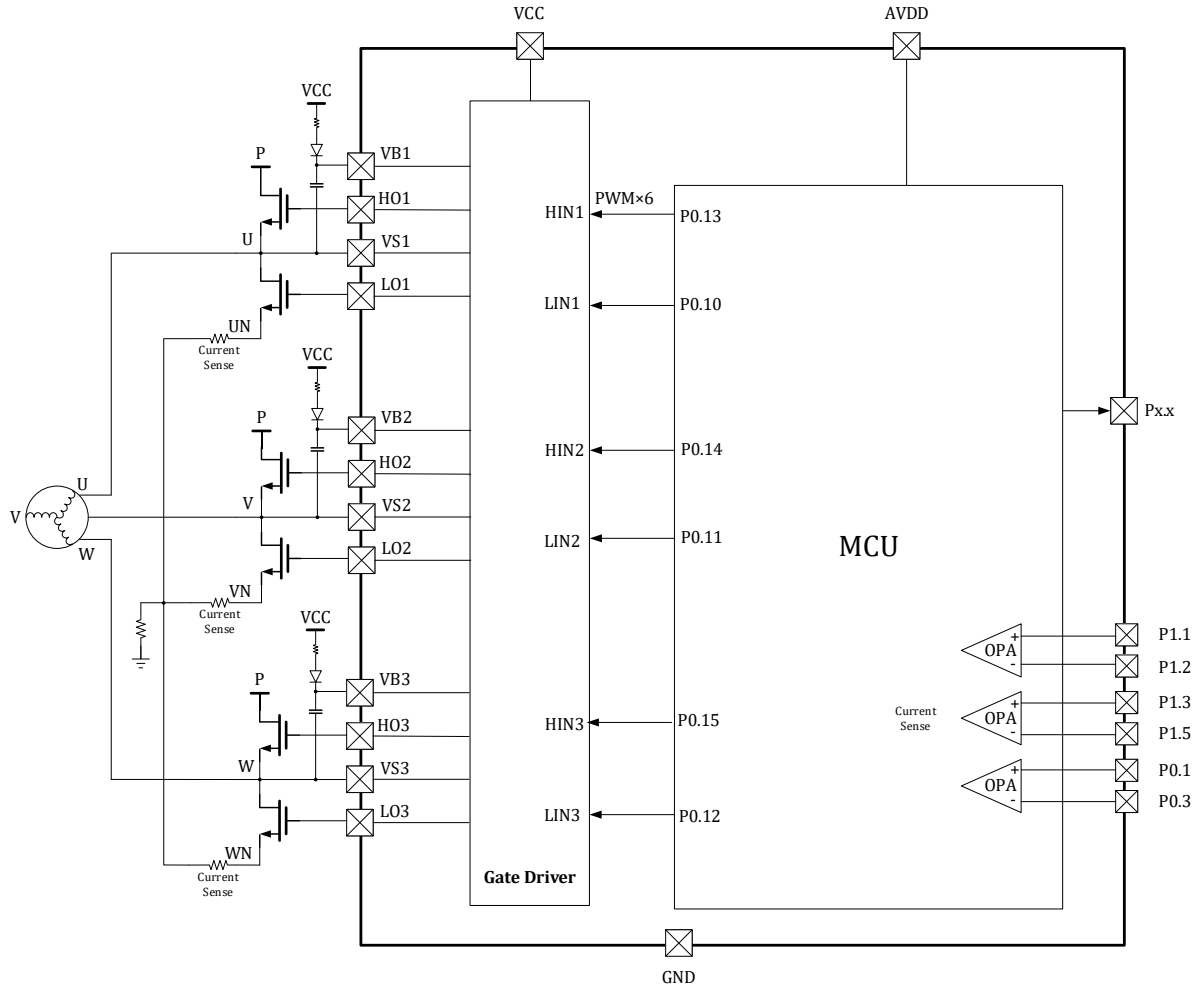 VCC
AVDD
VCC
P
VB1
HO1
U
VS1
LO1
UN
Current
Sense
VCC
P
VB2
HO2
V
VS2
LO2
VN
Current
Sense
U
V
W
VCC
P
VB3
HO3
W
VS3
LO3
WN
Current
Sense
HIN1
LIN1
HIN2
LIN2
HIN3
LIN3
Gate Driver
PWM×6
P0.13
P0.10
P0.14
P0.11
P0.15
P0.12
MCU
Px.x
+
OPA
-
P1.1
P1.2
Current
Sense
+
OPA
-
P1.3
P1.5
+
OPA
-
P0.1
P0.3
GND